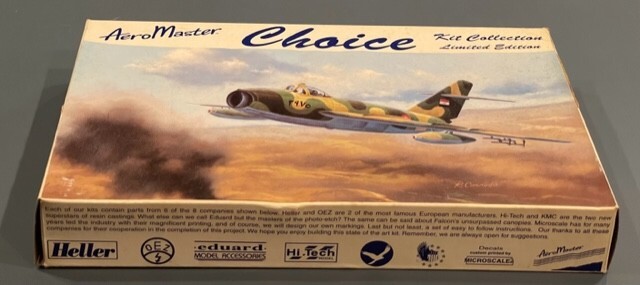 AeroMaster
Choice
Kit Collection
Limited Edition
Each of our kits contain parts from 6 of the 8 companies shown below. Heller and OEZ are 2 of the most famous European manufacturers. Hi-Tech and KMC are the two new
superstars of resin castings. What else can we say? Eduard but the masters of the photo-etch? The same can be said about Falcon's unsurpassed canopies. Microscale has for many
years led the industry with their magnificent printing, and of course, we will design our own markings. Last but not least, a set of easy to follow instructions. Our thanks to all these
companies for their cooperation in the completion of this project. We hope you enjoy building this state of the art kit. Remember, we are always open for suggestions.
Heller
OEZ
eduard
MODEL ACCESSORIES
Hi-Tech
Decals
custom printed by
MICROSCALE
AeroMaster